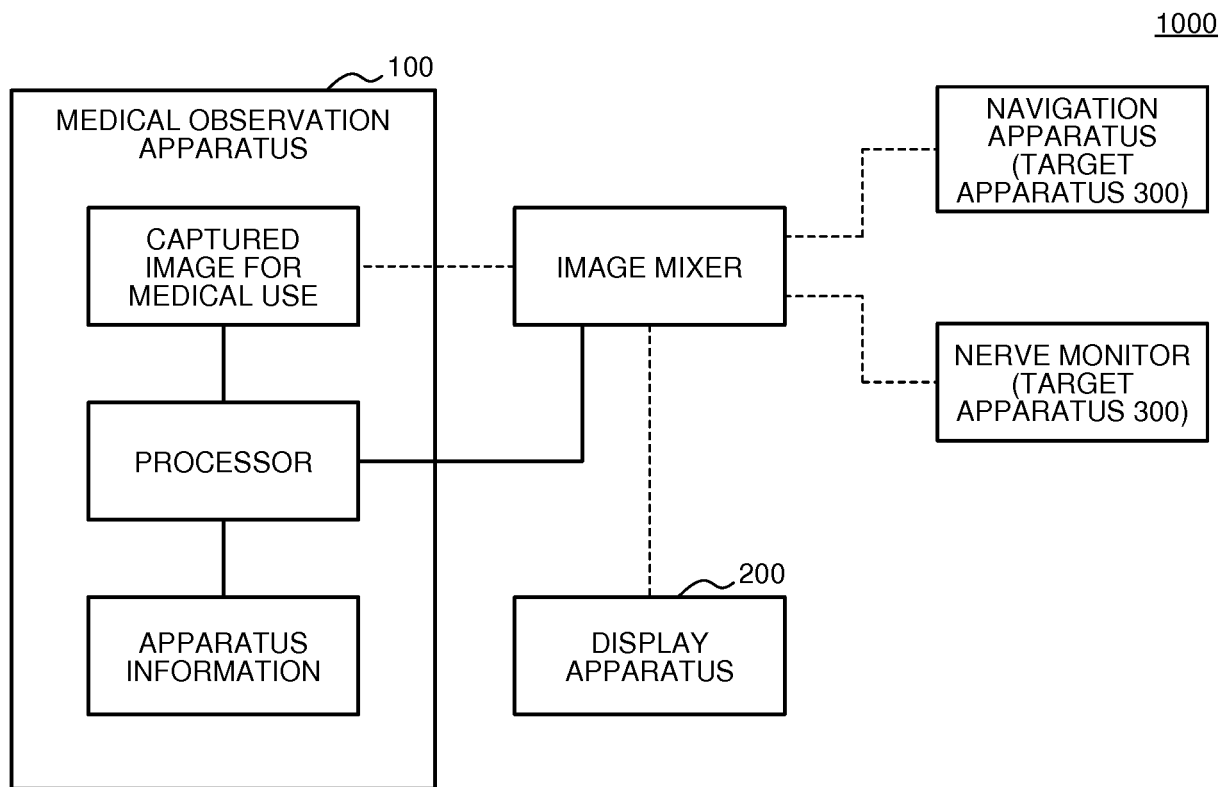 1000
100
MEDICAL OBSERVATION
APPARATUS
CAPTURED
IMAGE FOR
MEDICAL USE
PROCESSOR
APPARATUS
INFORMATION
IMAGE MIXER
200
DISPLAY
APPARATUS
NAVIGATION
APPARATUS
(TARGET
APPARATUS 300)
NERVE MONITOR
(TARGET
APPARATUS 300)